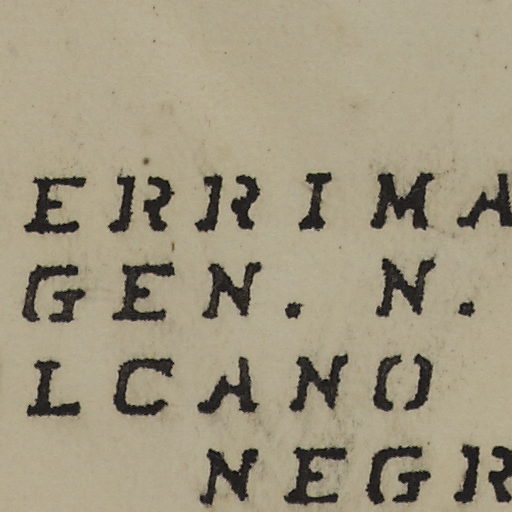 ERRIMA
GEN. N.
LCANO
NEGR